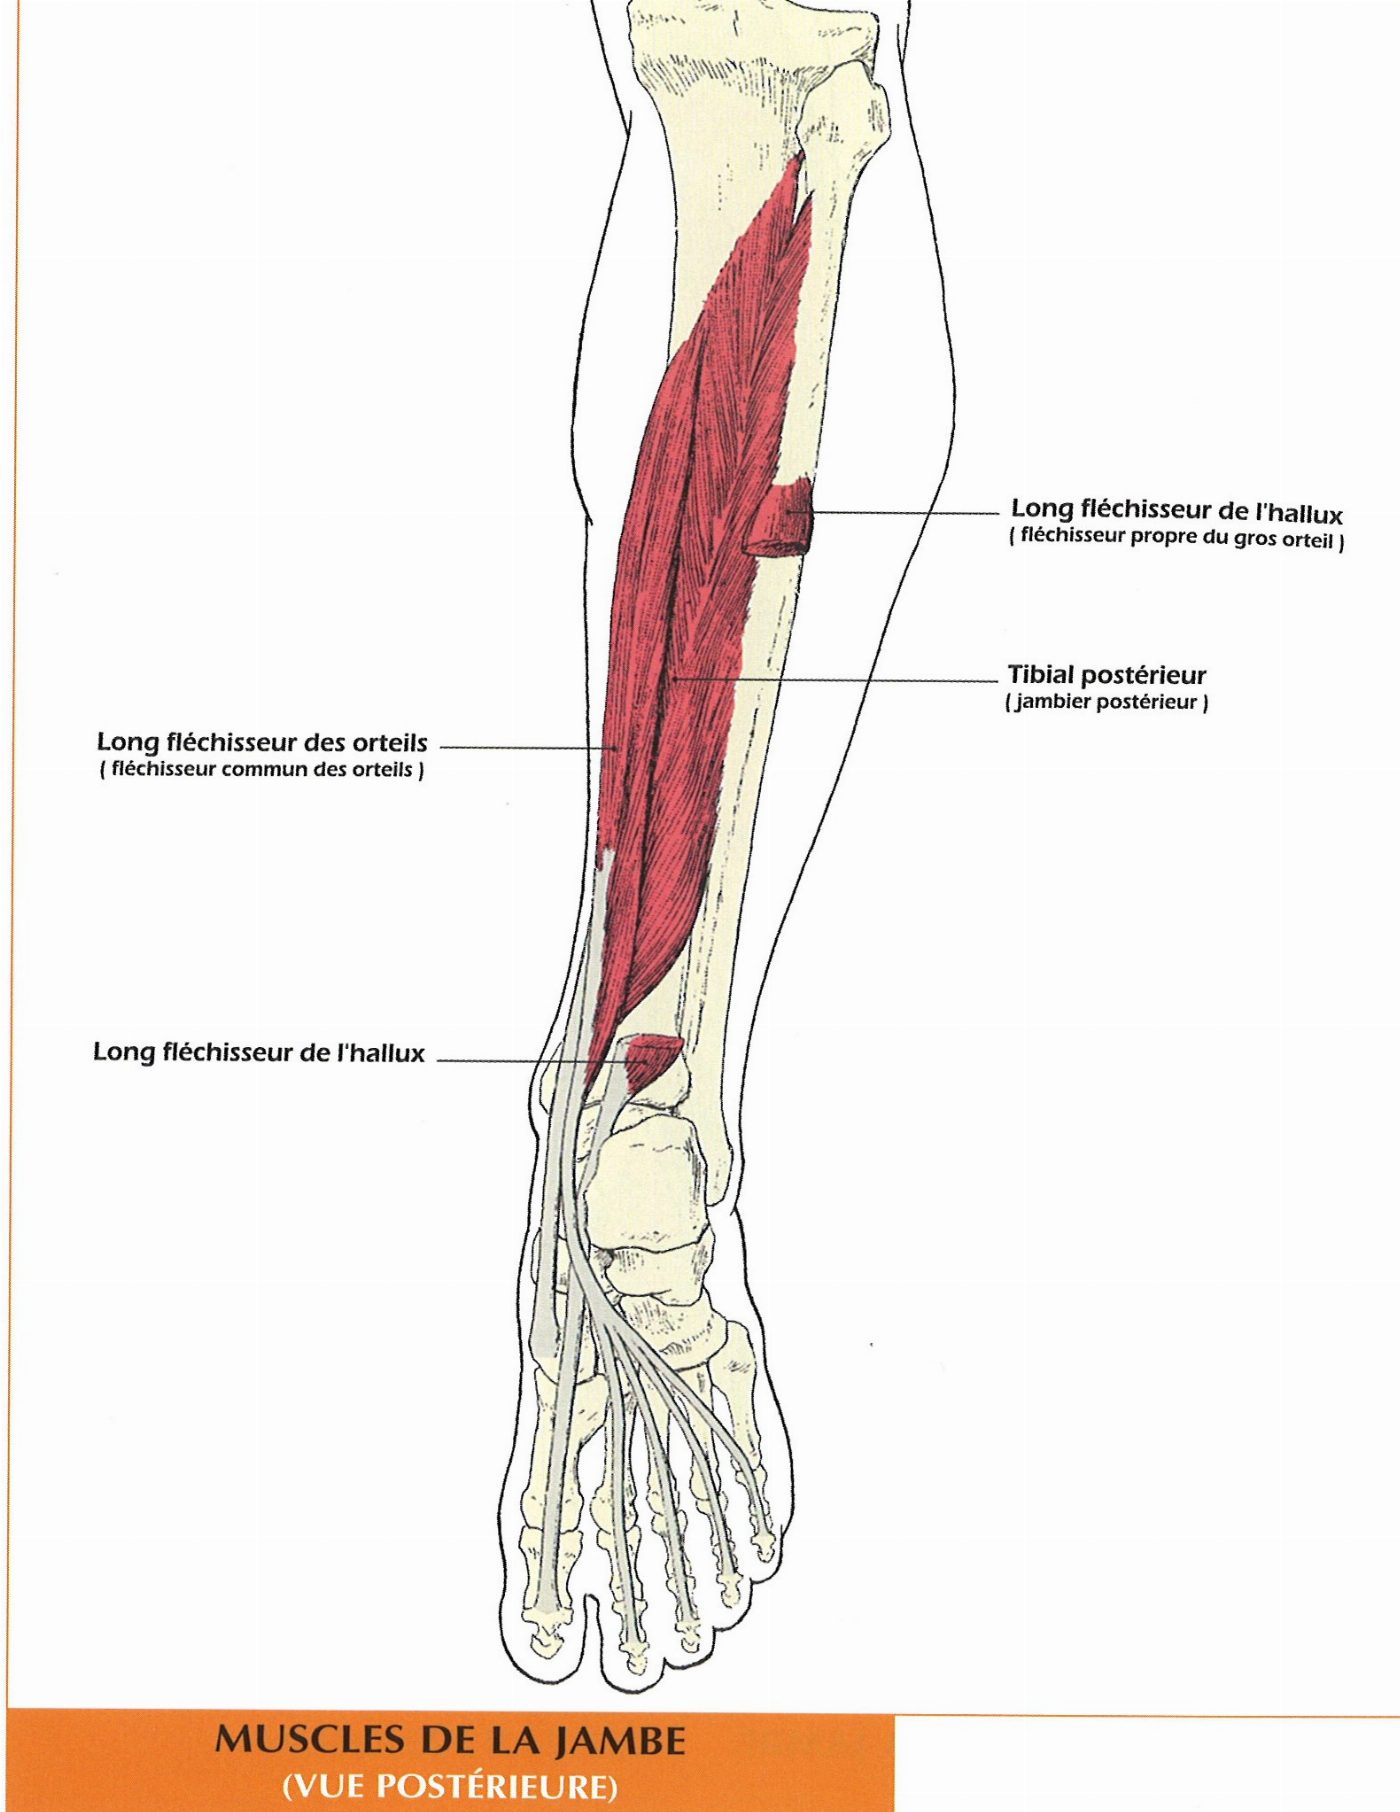 Long fléchisseur de l'hallux
( fléchisseur propre du gros orteil )
Tibial postérieur
( jambier postérieur )
Long fléchisseur des orteils
( fléchisseur commun des orteils )
Long fléchisseur de l'hallux
MUSCLES DE LA JAMBE
(VUE POSTÉRIEURE)